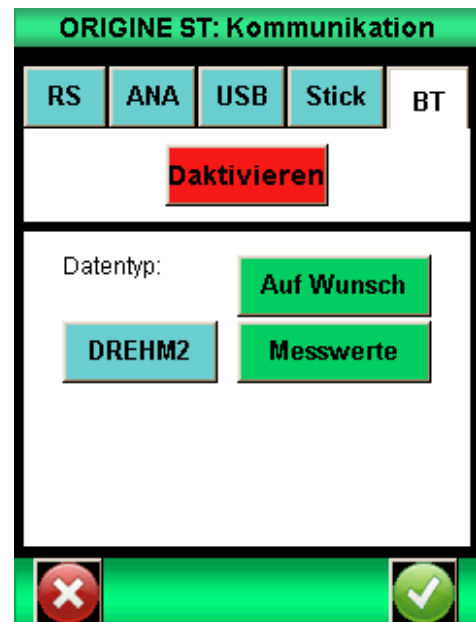 ORIGINE ST: Kommunikation
RS ANA USB Stick BT
Daktivieren
Datentyp: Auf Wunsch
DREHM2 Messwerte